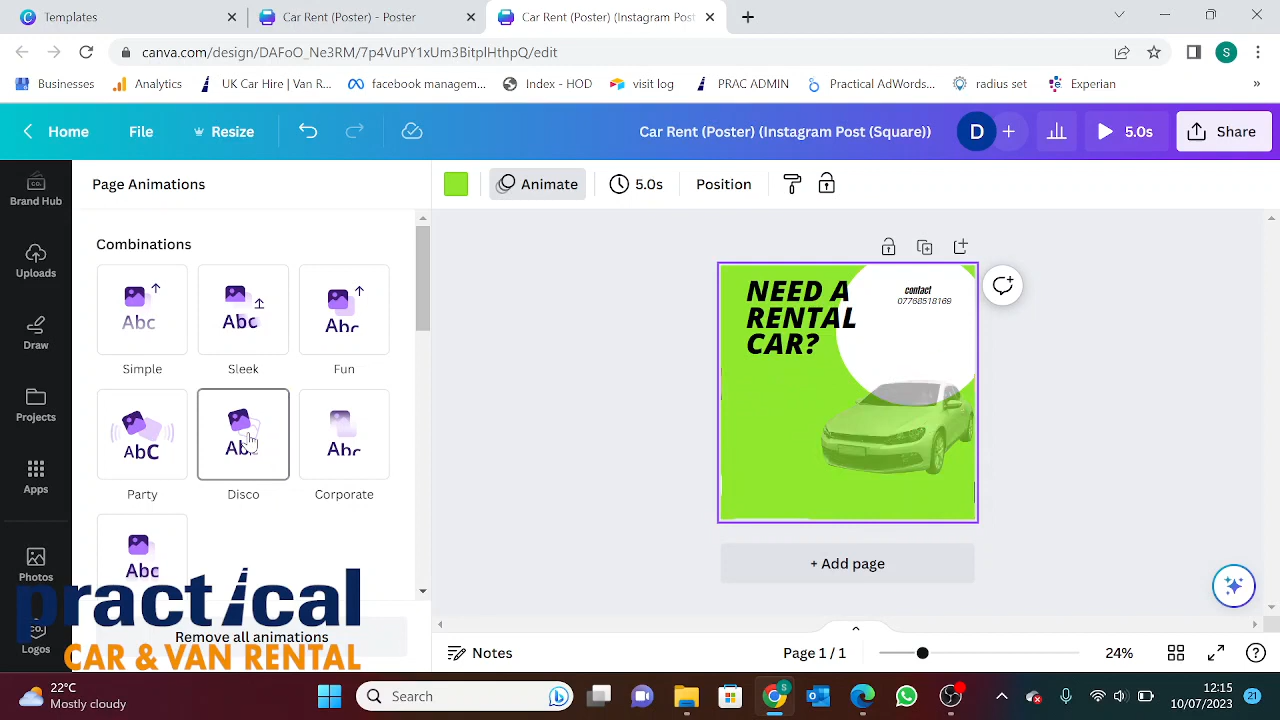 Templates
Car Rent (Poster) - Poster
Car Rent (Poster) (Instagram Post
canva.com/design/DAFoO_Ne3RM/7p4VuPY1xUm3BitplHthpQ/edit
S
Businesses
Analytics
UK Car Hire | Van R...
facebook managem...
Index - HOD
visit log
PRAC ADMIN
Practical AdWords...
radius set
Experian
»
Home
File
Resize
Car Rent (Poster) (Instagram Post (Square))
D
5.0s
Share
Brand Hub
Uploads
Draw
Projects
Apps
Photos
Logos
Page Animations
Combinations
Abc
Simple
Abc
Sleek
Abc
Fun
AbC
Party
Abc
Disco
Abc
Corporate
Abc
Remove all animations
practical
CAR & VAN RENTAL
Animate
5.0s
Position
NEED A
RENTAL
CAR?
contact
07768518169
+ Add page
Notes
Page 1 / 1
24%
22°C
Mostly cloudy
Search
12:15
10/07/2023
21